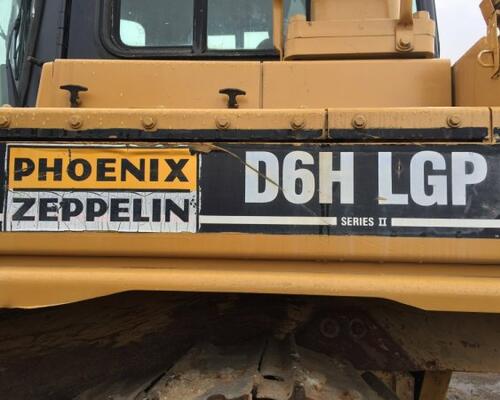 PHOENIX
ZEPPELIN
D6H LGP
SERIES II